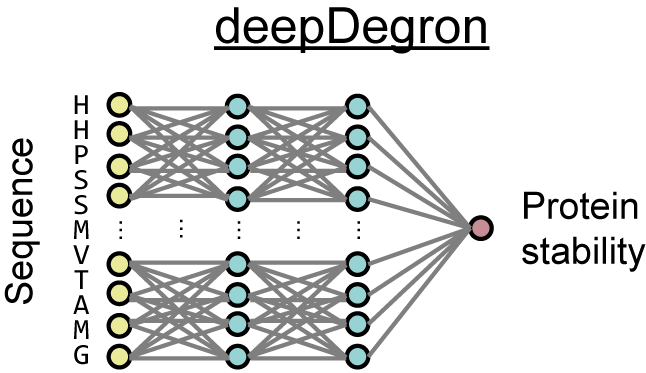 deepDegron
Sequence
H
H
P
S
S
M
V
T
A
M
G
Protein
stability